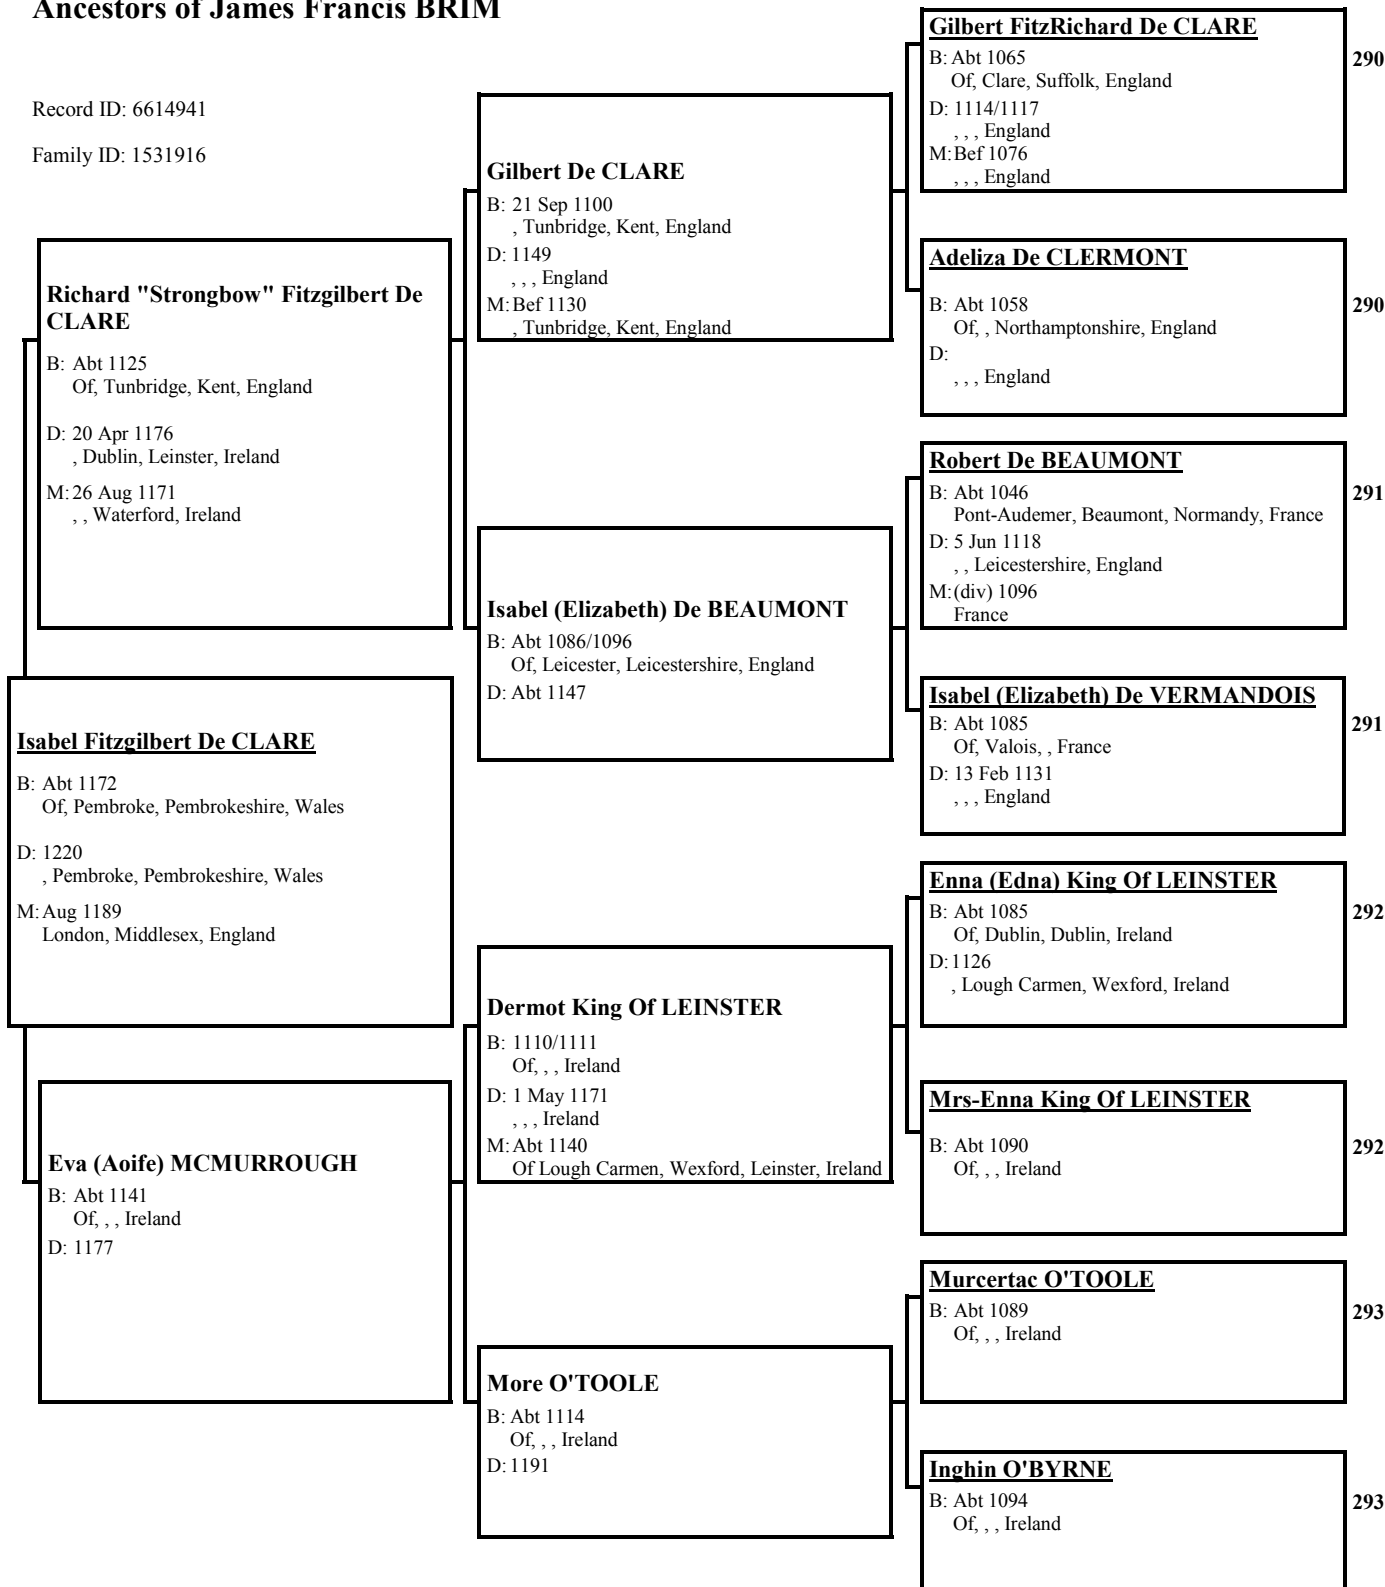 Ancestors of James Francis BRIM
Record ID: 6614941
Family ID: 1531916
Isabel Fitzgilbert De CLARE
B: Abt 1172
Of, Pembroke, Pembrokeshire, Wales
D: 1220
, Pembroke, Pembrokeshire, Wales
M: Aug 1189
London, Middlesex, England
Richard "Strongbow" Fitzgilbert De
CLARE
B: Abt 1125
Of, Tunbridge, Kent, England
D: 20 Apr 1176
, Dublin, Leinster, Ireland
M: 26 Aug 1171
, , Waterford, Ireland
Eva (Aoife) MCMURROUGH
B: Abt 1141
Of, , , Ireland
D: 1177
Gilbert De CLARE
B: 21 Sep 1100
, Tunbridge, Kent, England
D: 1149
, , , England
M: Bef 1130
, Tunbridge, Kent, England
Isabel (Elizabeth) De BEAUMONT
B: Abt 1086/1096
Of, Leicester, Leicestershire, England
D: Abt 1147
Dermot King Of LEINSTER
B: 1110/1111
Of, , , Ireland
D: 1 May 1171
, , , Ireland
M: Abt 1140
Of Lough Carmen, Wexford, Leinster, Ireland
More O'TOOLE
B: Abt 1114
Of, , , Ireland
D: 1191
Gilbert FitzRichard De CLARE
290
B: Abt 1065
Of, Clare, Suffolk, England
D: 1114/1117
, , , England
M: Bef 1076
, , , England
Adeliza De CLERMONT
290
B: Abt 1058
Of, , Northamptonshire, England
D:
, , , England
Robert De BEAUMONT
291
B: Abt 1046
Pont-Audemer, Beaumont, Normandy, France
D: 5 Jun 1118
, , Leicestershire, England
M: (div) 1096
France
Isabel (Elizabeth) De VERMANDOIS
291
B: Abt 1085
Of, Valois, , France
D: 13 Feb 1131
, , , England
Enna (Edna) King Of LEINSTER
292
B: Abt 1085
Of, Dublin, Dublin, Ireland
D: 1126
, Lough Carmen, Wexford, Ireland
Mrs-Enna King Of LEINSTER
292
B: Abt 1090
Of, , , Ireland
Murcertac O'TOOLE
293
B: Abt 1089
Of, , , Ireland
Inghin O'BYRNE
293
B: Abt 1094
Of, , , Ireland